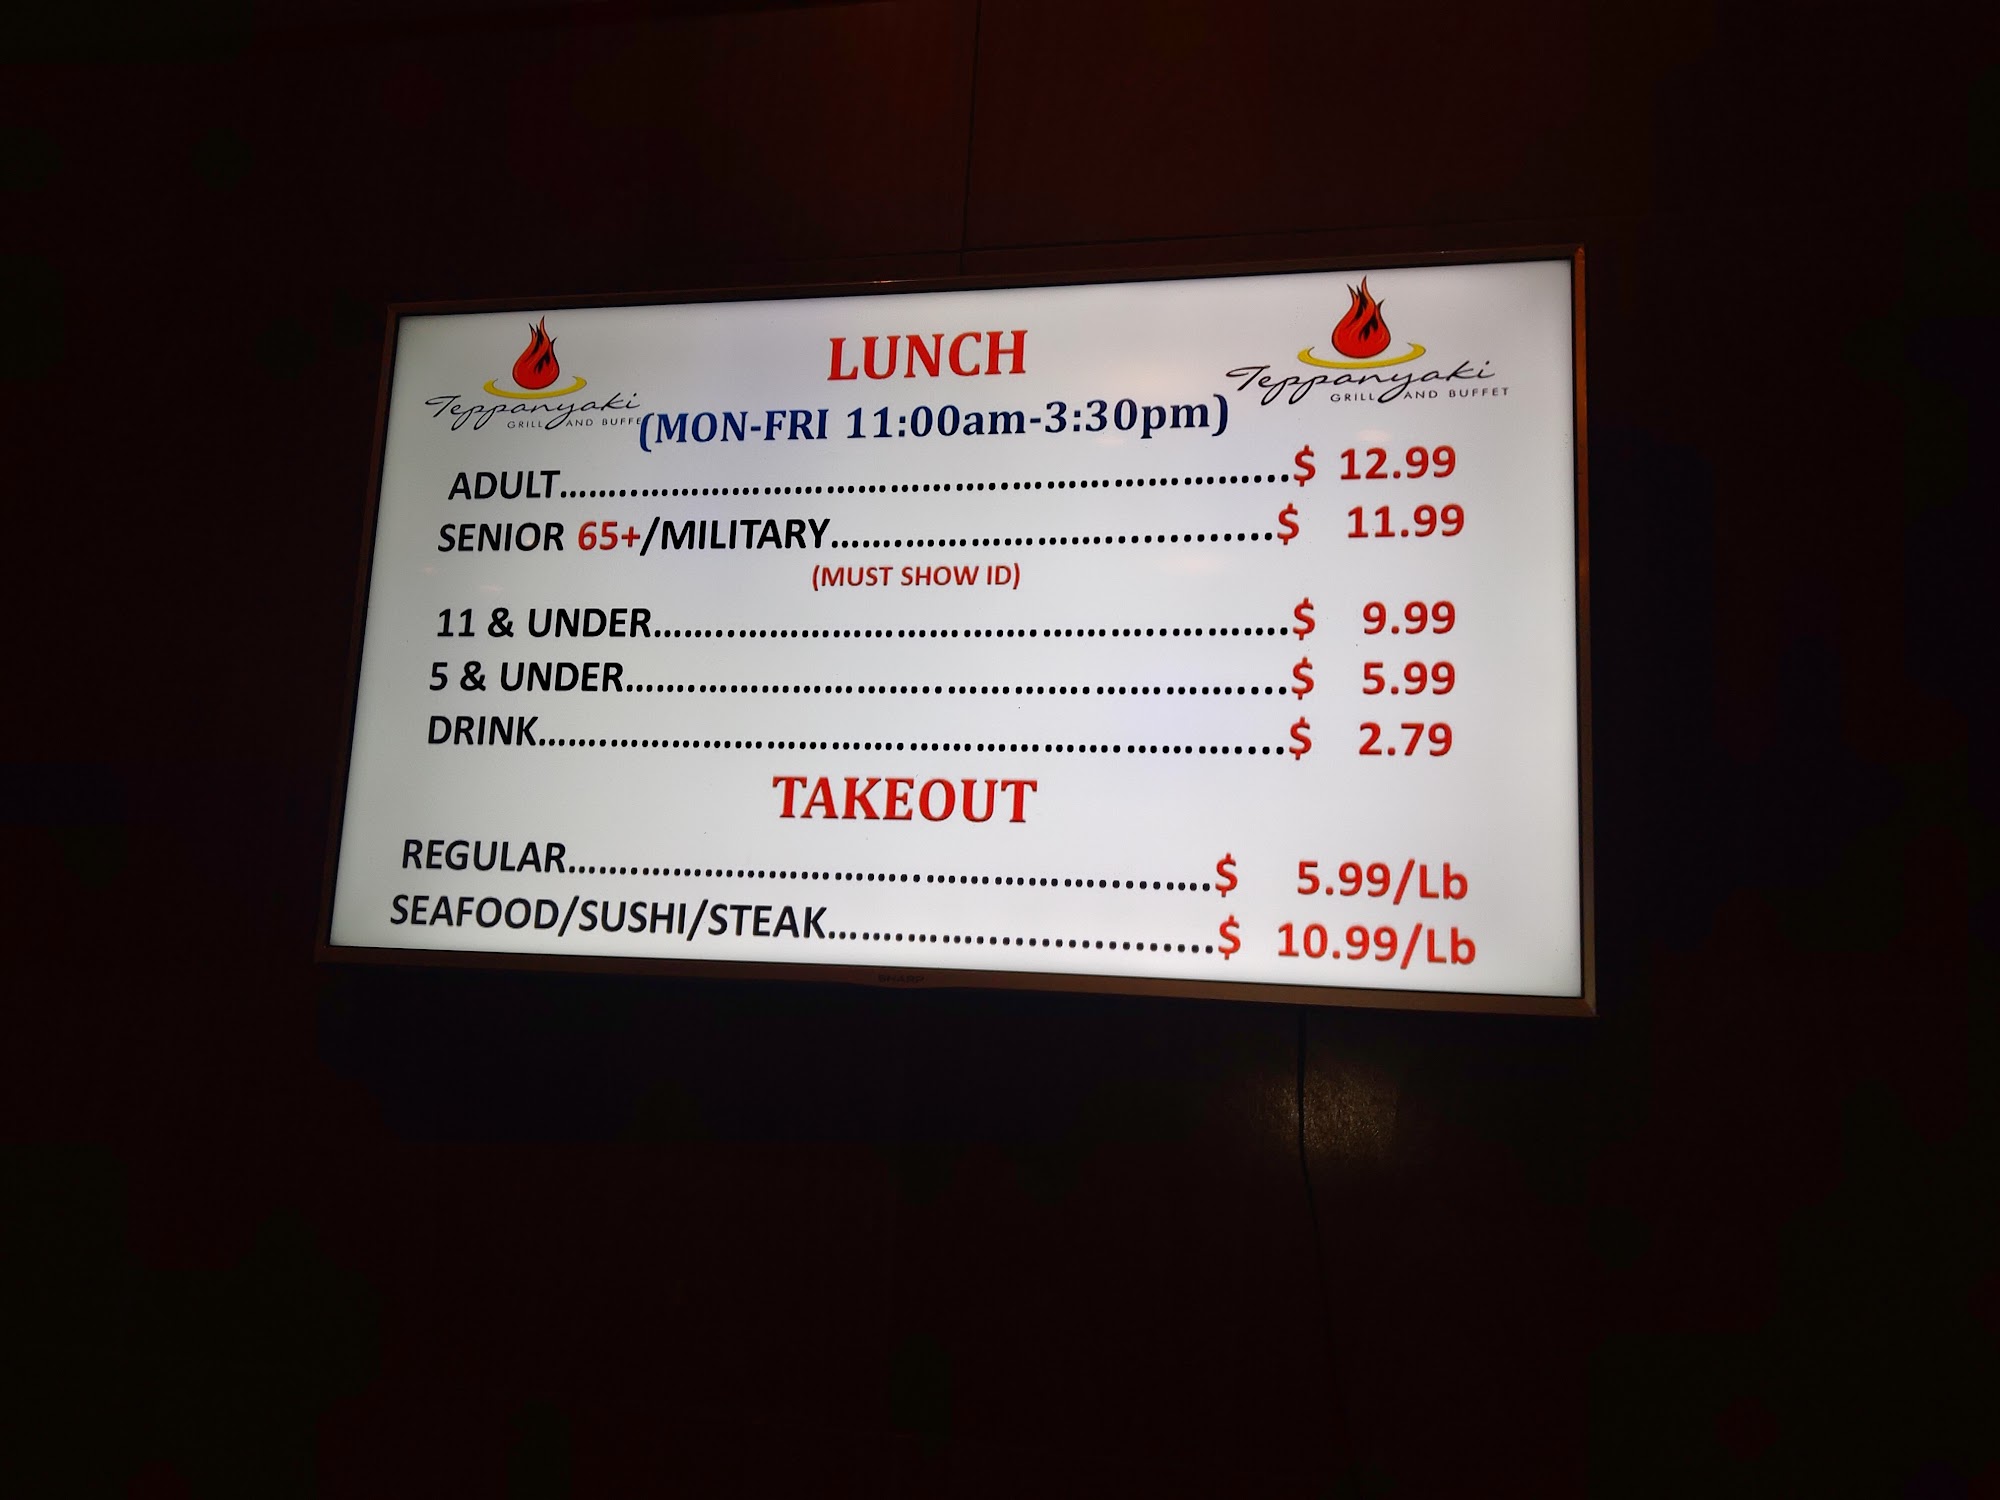 Teppanyaki
GRILL AND BUFFE
Teppanyaki
GRILL AND BUFFET
LUNCH
(MON-FRI 11:00am-3:30pm)
ADULT.................................................................$ 12.99
SENIOR 65+/MILITARY..........................................$ 11.99
(MUST SHOW ID)
11 & UNDER..........................................................$ 9.99
5 & UNDER............................................................$ 5.99
DRINK...................................................................$ 2.79
TAKEOUT
REGULAR..........................................................$ 5.99/Lb
SEAFOOD/SUSHI/STEAK...................................$ 10.99/Lb
SHARP